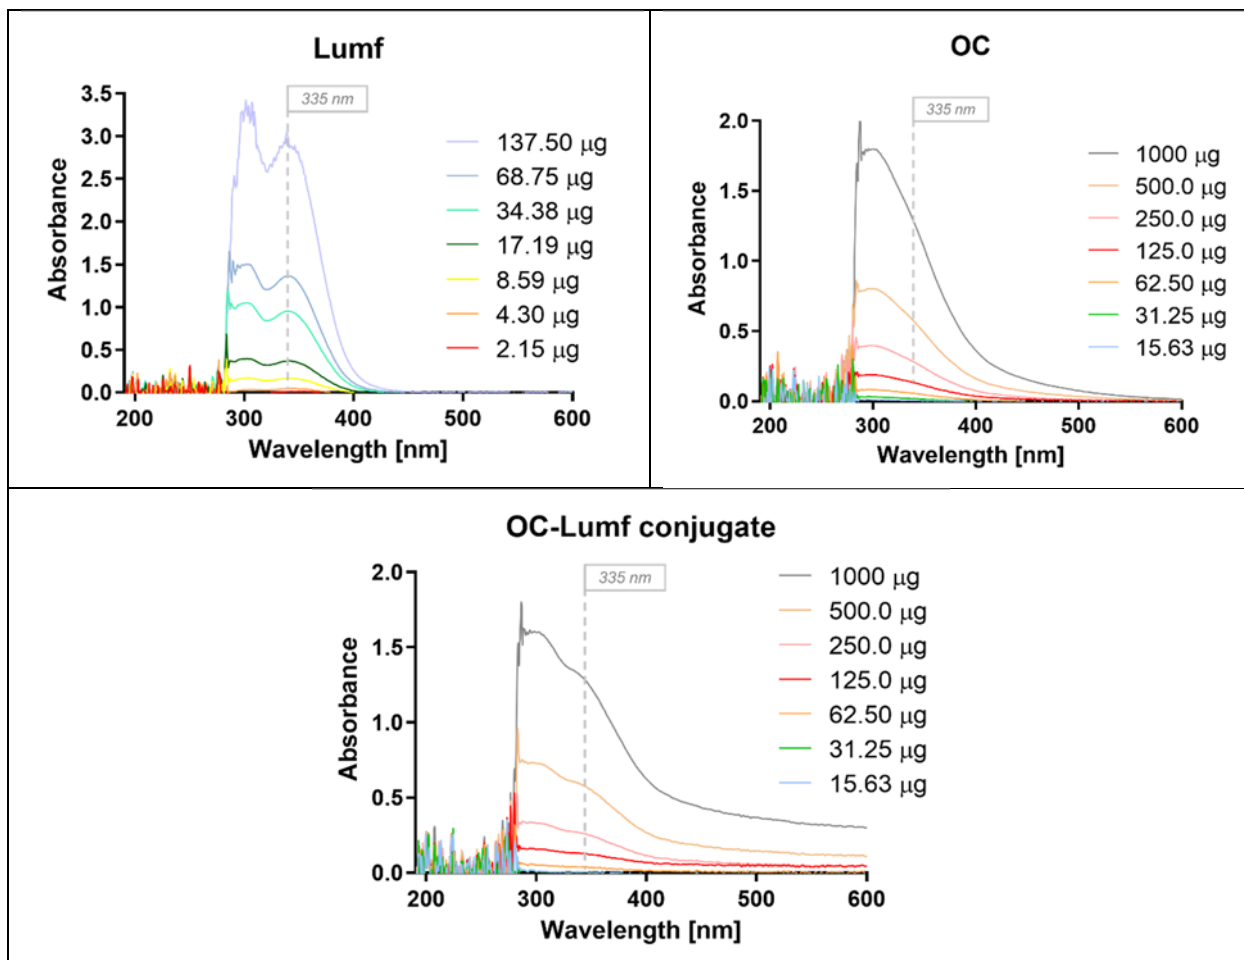 Lumf
335 nm
3.5
3.0
2.5
2.0
1.5
1.0
0.5
0.0
Absorbance
200 300 400 500 600
Wavelength [nm]
137.50 µg
68.75 µg
34.38 µg
17.19 µg
8.59 µg
4.30 µg
2.15 µg
OC
335 nm
2.0
1.5
1.0
0.5
0.0
Absorbance
200 300 400 500 600
Wavelength [nm]
1000 µg
500.0 µg
250.0 µg
125.0 µg
62.50 µg
31.25 µg
15.63 µg
OC-Lumf conjugate
335 nm
2.0
1.5
1.0
0.5
0.0
Absorbance
200 300 400 500 600
Wavelength [nm]
1000 µg
500.0 µg
250.0 µg
125.0 µg
62.50 µg
31.25 µg
15.63 µg